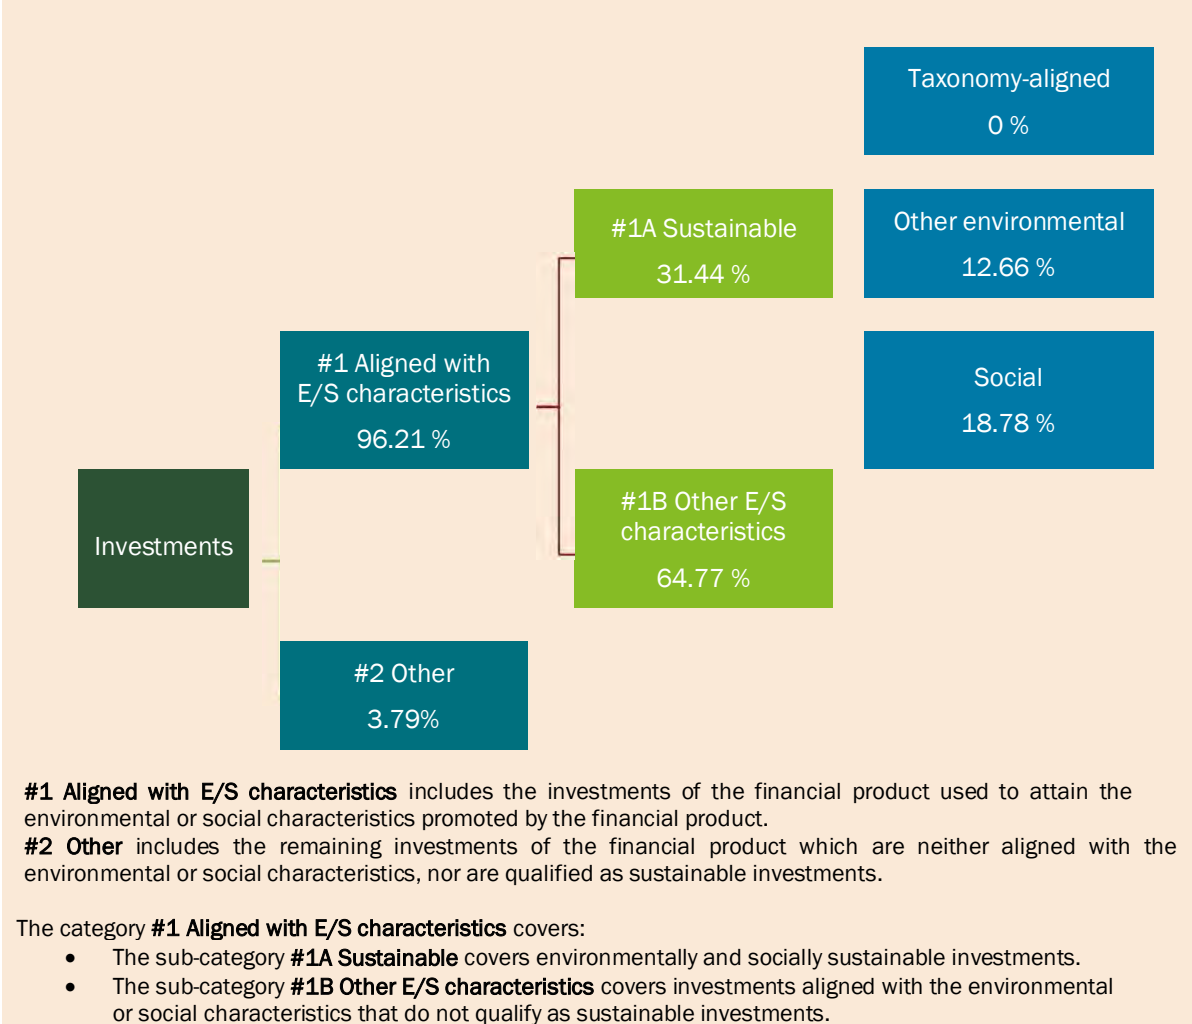 Taxonomy-aligned
0 %
#1A Sustainable
31.44 %
Other environmental
12.66 %
#1 Aligned with
E/S characteristics
96.21 %
Social
18.78 %
Investments
#1B Other E/S
characteristics
64.77 %
#2 Other
3.79%
#1 Aligned with E/S characteristics includes the investments of the financial product used to attain the
environmental or social characteristics promoted by the financial product.
#2 Other includes the remaining investments of the financial product which are neither aligned with the
environmental or social characteristics, nor are qualified as sustainable investments.
The category #1 Aligned with E/S characteristics covers:
• The sub-category #1A Sustainable covers environmentally and socially sustainable investments.
• The sub-category #1B Other E/S characteristics covers investments aligned with the environmental
or social characteristics that do not qualify as sustainable investments.